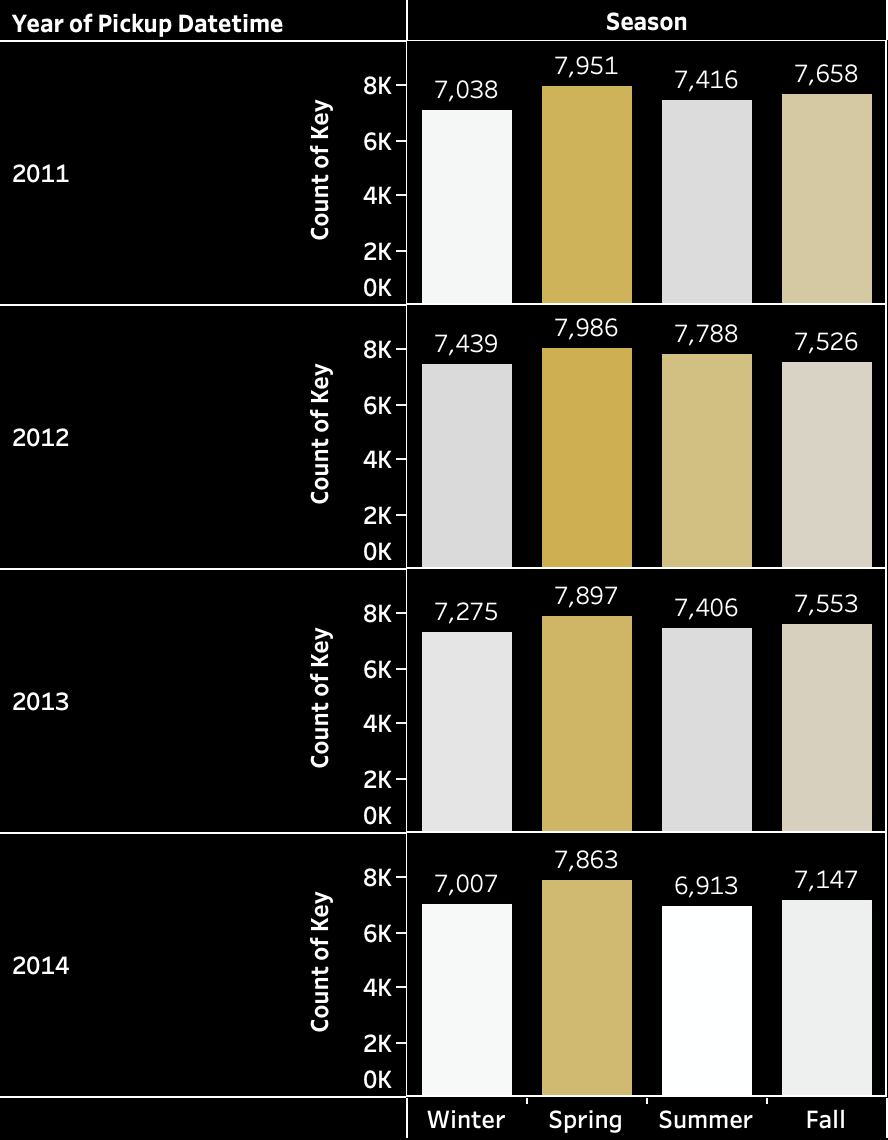 Year of Pickup Datetime
Season
2011
Count of Key
8K
6K
4K
2K
0K
7,038
7,951
7,416
7,658
2012
Count of Key
8K
6K
4K
2K
0K
7,439
7,986
7,788
7,526
2013
Count of Key
8K
6K
4K
2K
0K
7,275
7,897
7,406
7,553
2014
Count of Key
8K
6K
4K
2K
0K
7,007
7,863
6,913
7,147
Winter
Spring
Summer
Fall